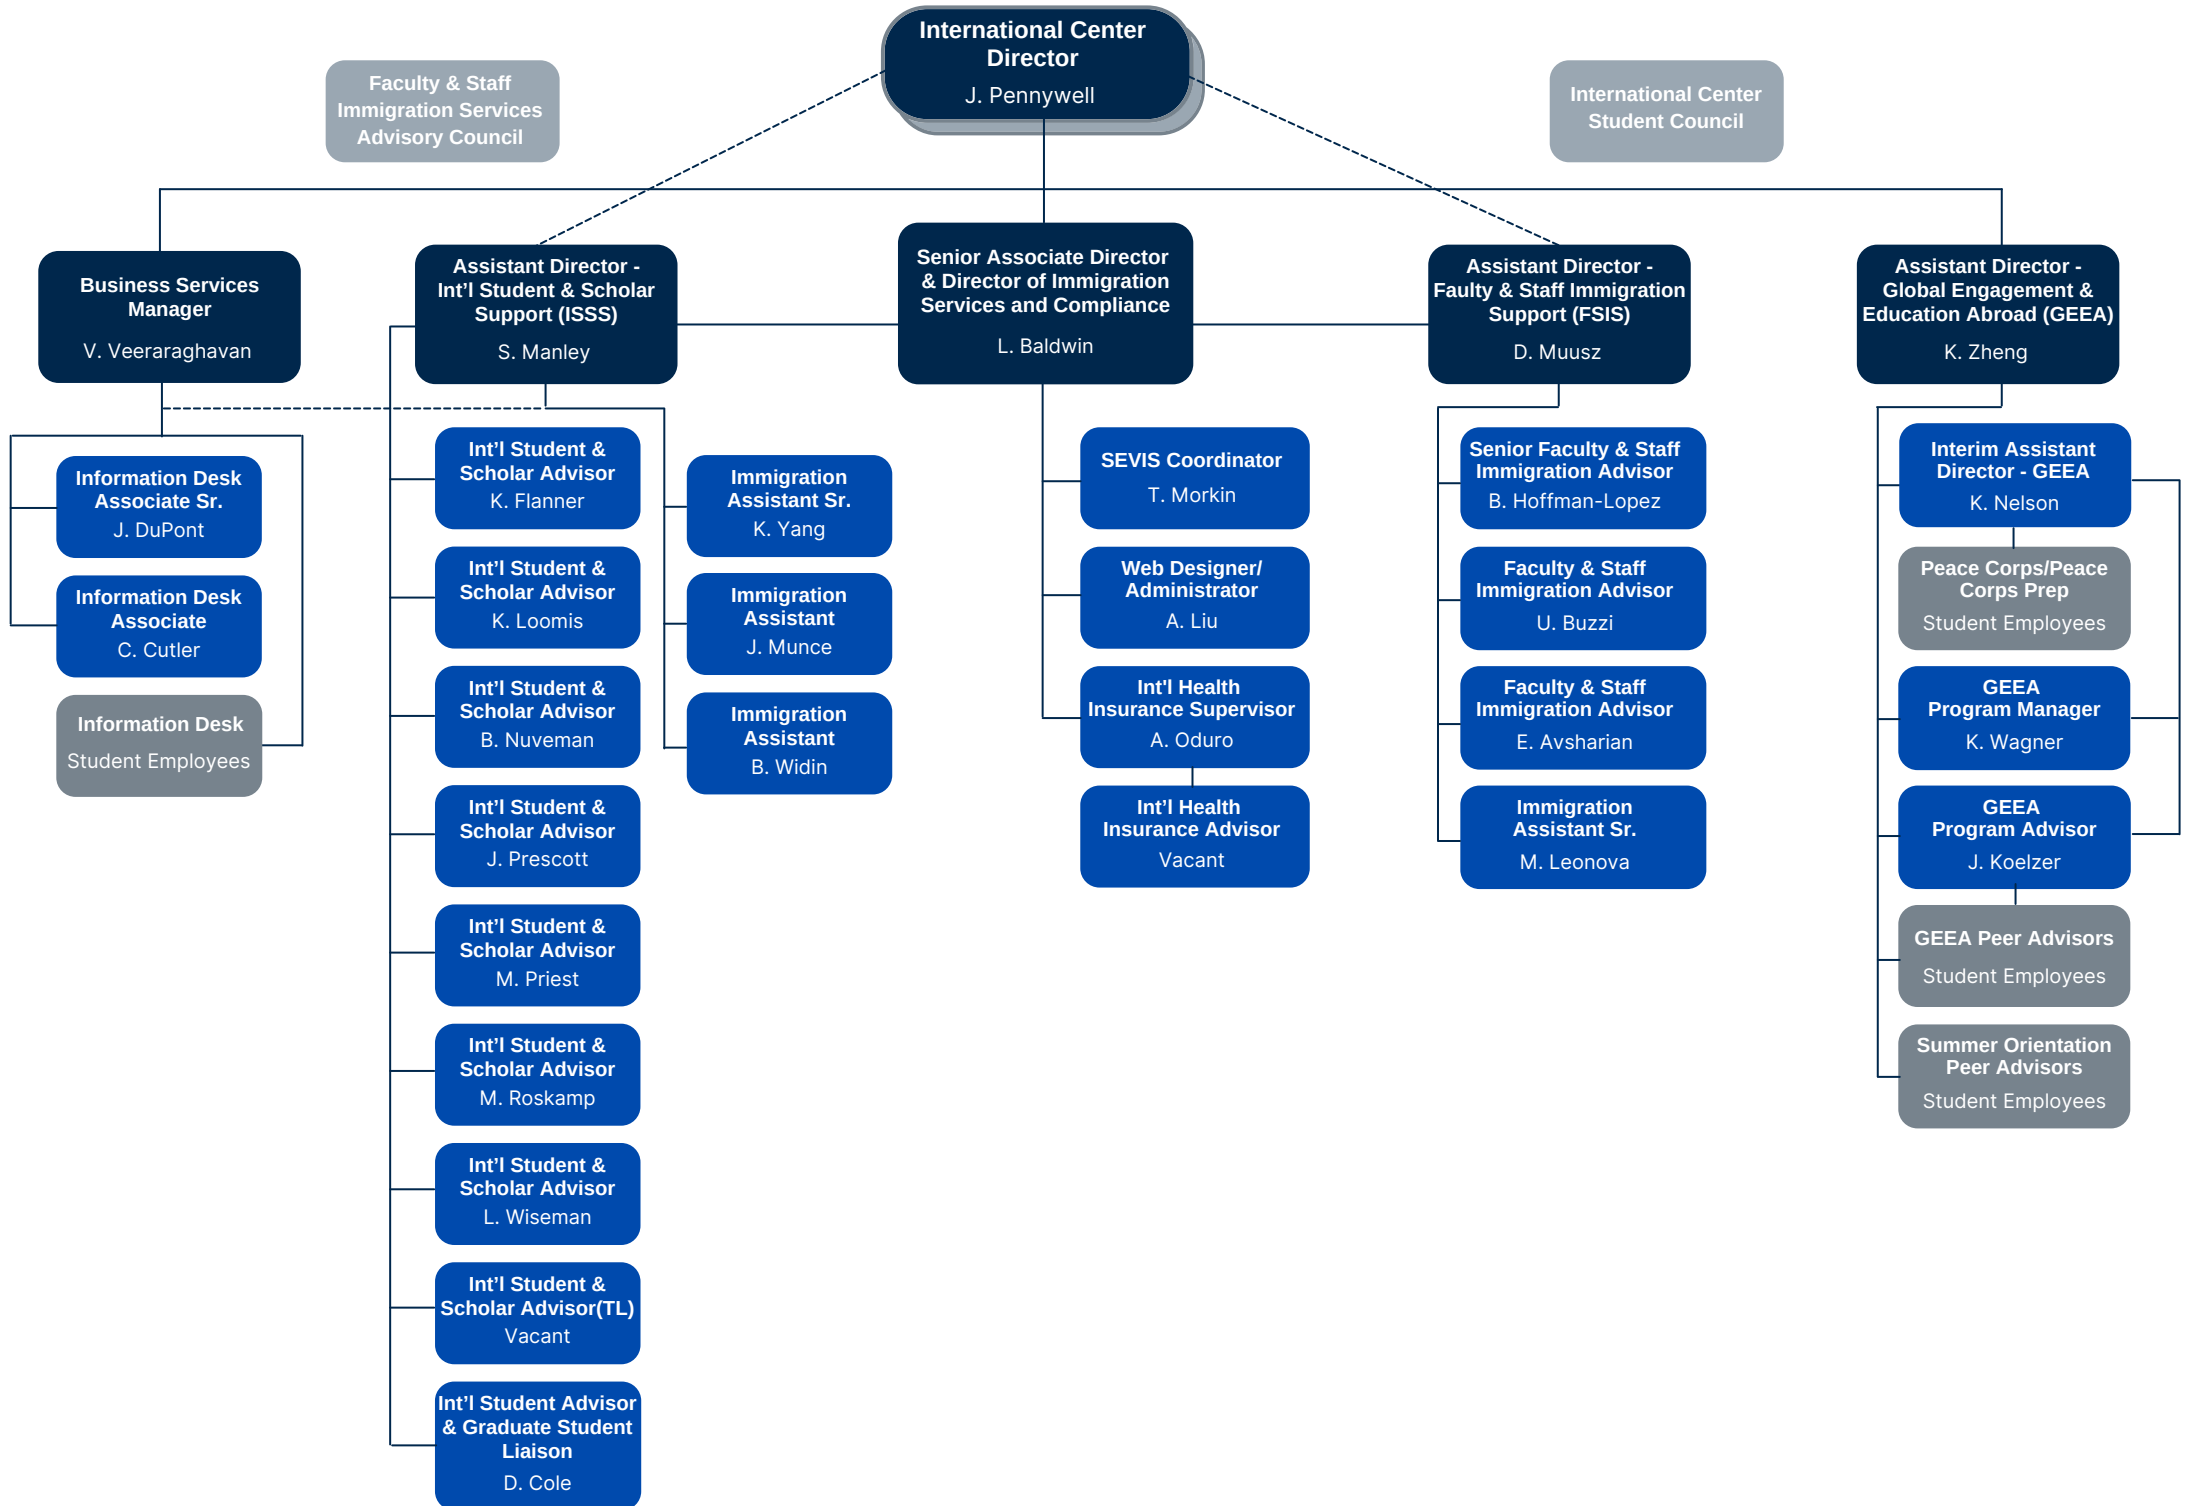 International Center
Director
J. Pennywell
Faculty & Staff
Immigration Services
Advisory Council
International Center
Student Council
Business Services
Manager
V. Veeraraghavan
Assistant Director -
Int’l Student & Scholar
Support (ISSS)
S. Manley
Senior Associate Director
& Director of Immigration
Services and Compliance
L. Baldwin
Assistant Director -
Faulty & Staff Immigration
Support (FSIS)
D. Muusz
Assistant Director -
Global Engagement &
Education Abroad (GEEA)
K. Zheng
Information Desk
Associate Sr.
J. DuPont
Information Desk
Associate
C. Cutler
Information Desk
Student Employees
Int’l Student &
Scholar Advisor
K. Flanner
Int’l Student &
Scholar Advisor
K. Loomis
Int’l Student &
Scholar Advisor
B. Nuveman
Int’l Student &
Scholar Advisor
J. Prescott
Int’l Student &
Scholar Advisor
M. Priest
Int’l Student &
Scholar Advisor
M. Roskamp
Int’l Student &
Scholar Advisor
L. Wiseman
Int’l Student &
Scholar Advisor(TL)
Vacant
Int’l Student Advisor
& Graduate Student
Liaison
D. Cole
Immigration
Assistant Sr.
K. Yang
Immigration
Assistant
J. Munce
Immigration
Assistant
B. Widin
SEVIS Coordinator
T. Morkin
Web Designer/
Administrator
A. Liu
Int'l Health
Insurance Supervisor
A. Oduro
Int’l Health
Insurance Advisor
Vacant
Senior Faculty & Staff
Immigration Advisor
B. Hoffman-Lopez
Faculty & Staff
Immigration Advisor
U. Buzzi
Faculty & Staff
Immigration Advisor
E. Avsharian
Immigration
Assistant Sr.
M. Leonova
Interim Assistant
Director - GEEA
K. Nelson
Peace Corps/Peace
Corps Prep
Student Employees
GEEA
Program Manager
K. Wagner
GEEA
Program Advisor
J. Koelzer
GEEA Peer Advisors
Student Employees
Summer Orientation
Peer Advisors
Student Employees